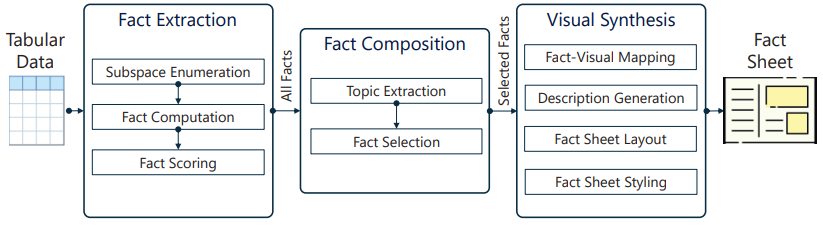 Tabular
Data
Fact Extraction
Subspace Enumeration
Fact Computation
Fact Scoring
All Facts
Fact Composition
Topic Extraction
Fact Selection
Selected Facts
Visual Synthesis
Fact-Visual Mapping
Description Generation
Fact Sheet Layout
Fact Sheet Styling
Fact
Sheet